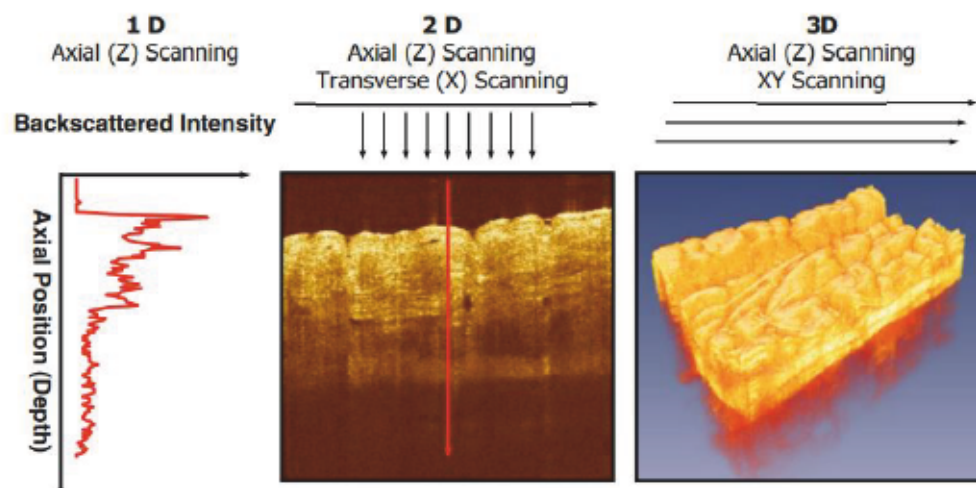 1 D
Axial (Z) Scanning
2 D
Axial (Z) Scanning
Transverse (X) Scanning
3D
Axial (Z) Scanning
XY Scanning
Backscattered Intensity
Axial Position (Depth)